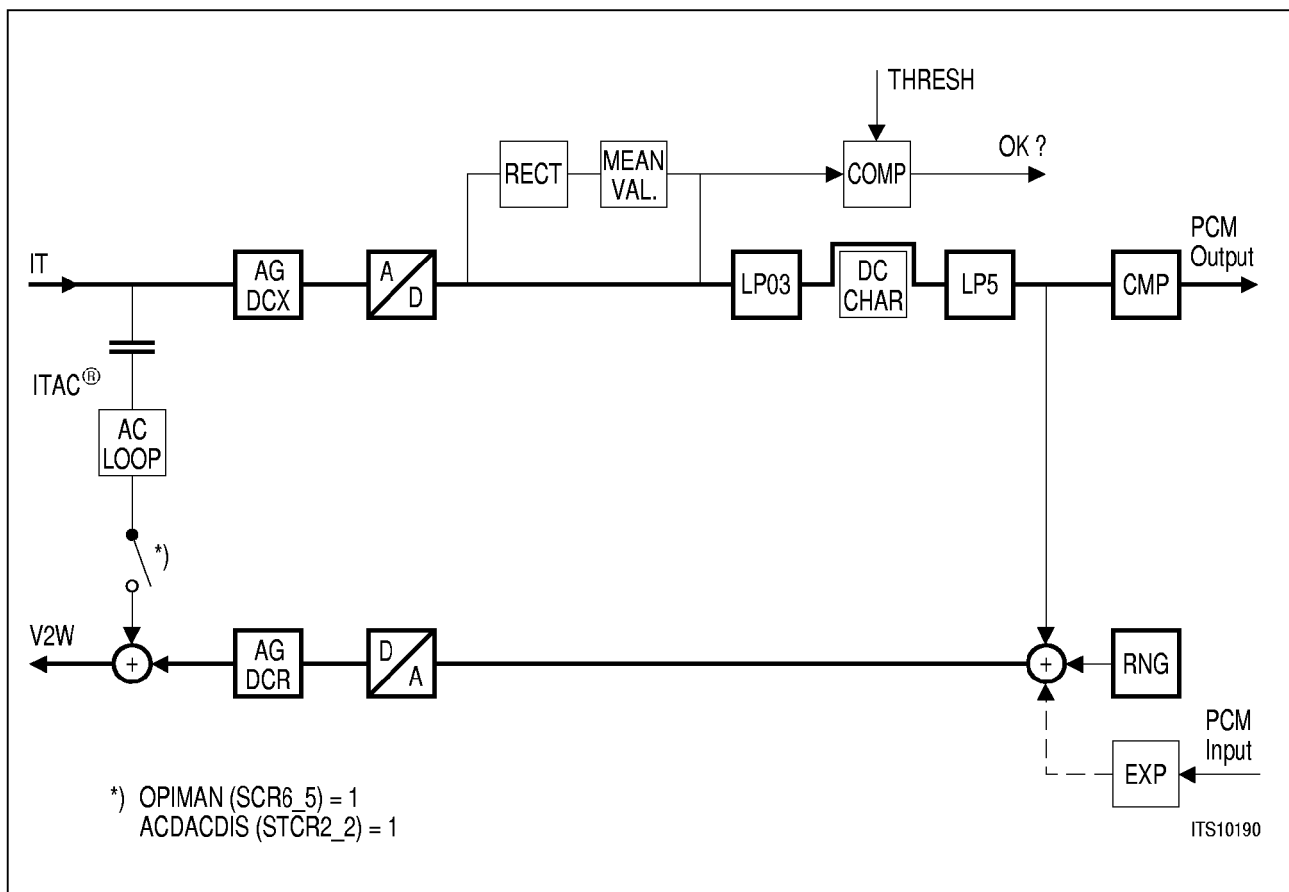 THRESH
OK ?
RECT
MEAN
VAL.
COMP
PCM
Output
IT
AG
DCX
A
D
LP03
DC
CHAR
LP5
CMP
ITAC®
AC
LOOP
*)
V2W
+
AG
DCR
D
A
+
RNG
PCM
Input
EXP
*) OPIMAN (SCR6_5) = 1
ACDACDIS (STCR2_2) = 1
ITS10190